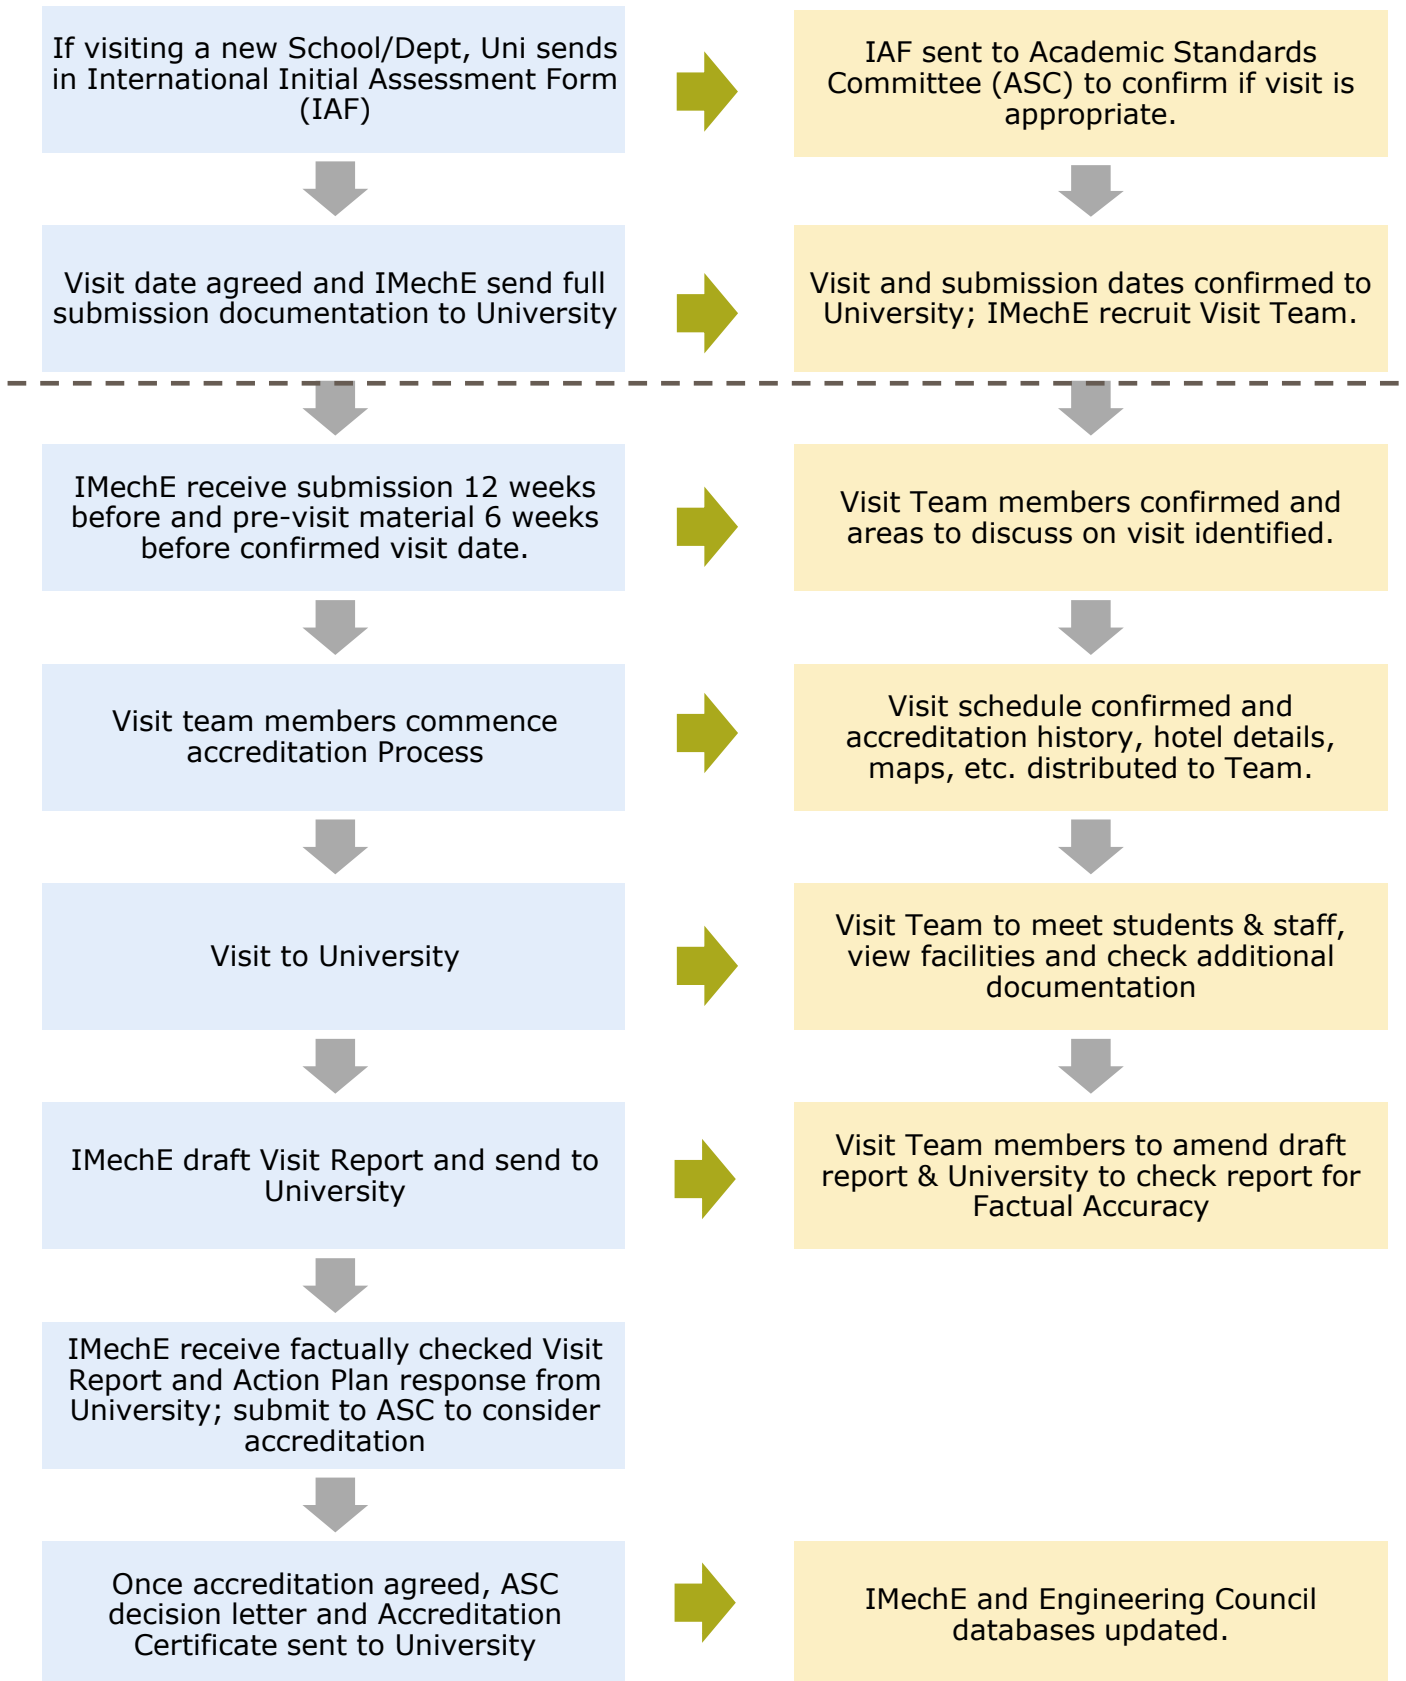 If visiting a new School/Dept, Uni sends
in International Initial Assessment Form
(IAF)
IAF sent to Academic Standards
Committee (ASC) to confirm if visit is
appropriate.
Visit date agreed and IMechE send full
submission documentation to University
Visit and submission dates confirmed to
University; IMechE recruit Visit Team.
IMechE receive submission 12 weeks
before and pre-visit material 6 weeks
before confirmed visit date.
Visit Team members confirmed and
areas to discuss on visit identified.
Visit team members commence
accreditation Process
Visit schedule confirmed and
accreditation history, hotel details,
maps, etc. distributed to Team.
Visit to University
Visit Team to meet students & staff,
view facilities and check additional
documentation
IMechE draft Visit Report and send to
University
Visit Team members to amend draft
report & University to check report for
Factual Accuracy
IMechE receive factually checked Visit
Report and Action Plan response from
University; submit to ASC to consider
accreditation
Once accreditation agreed, ASC
decision letter and Accreditation
Certificate sent to University
IMechE and Engineering Council
databases updated.